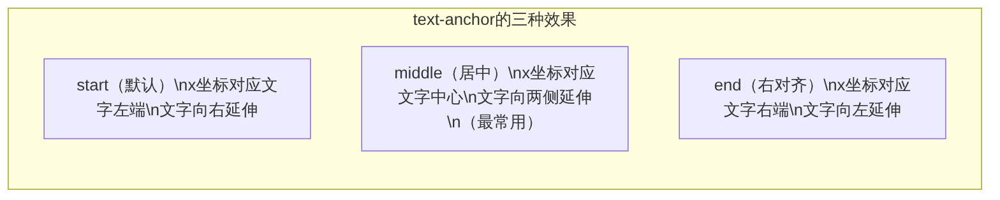 text-anchor的三种效果
start（默认）\nx坐标对应文
字左端\n文字向右延伸
middle（居中）\nx坐标对应
文字中心\n文字向两侧延伸
\n（最常用）
end（右对齐）\nx坐标对应
文字右端\n文字向左延伸